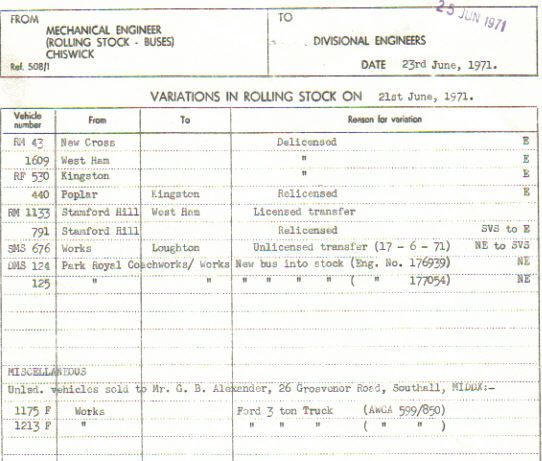 FROM
MECHANICAL ENGINEER
(ROLLING STOCK - BUSES)
CHISWICK
Ref. 508/1
TO
DIVISIONAL ENGINEERS
DATE 23rd June, 1971.
25 JUN 1971
VARIATIONS IN ROLLING STOCK ON 21st June, 1971.
Vehicle number From To Reason for variation
RM 43 New Cross Delicensed E
1609 West Ham " E
RF 530 Kingston " E
440 Poplar Kingston Relicensed E
RM 1133 Stamford Hill West Ham Licensed transfer
791 Stamford Hill Relicensed SVS to E
SMS 676 Works Loughton Unlicensed transfer (17 - 6 - 71) NE to SVS
DMS 124 Park Royal Coachworks/ Works New bus into stock (Eng. No. 176939) NE
125 " " " " " " ( " 177054) NE
MISCELLANEOUS
Unlsd. vehicles sold to Mr. G. B. Alexander, 26 Grosvenor Road, Southall, MIDDX:-
1175 F Works Ford 3 ton Truck (AWCA 599/850)
1213 F " " " " ( " " )